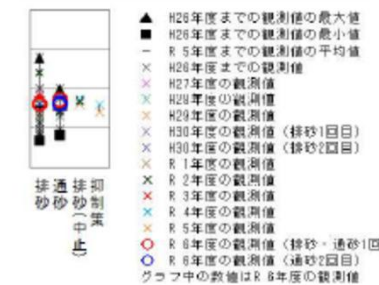 ▲ H26年度までの観測値の最大値
■ H26年度までの観測値の最小値
－ R 5年度までの観測値の平均値
× H26年度までの観測値
× H27年度の観測値
× H28年度の観測値
× H29年度の観測値
× H30年度の観測値（排砂1回目）
× H30年度の観測値（排砂2回目）
× R 1年度の観測値
× R 2年度の観測値
× R 3年度の観測値
× R 4年度の観測値
× R 5年度の観測値
○ R 6年度の観測値（排砂・通砂1回
○ R 6年度の観測値（通砂2回目）
グラフ中の数値はR 6年度の観測値
排砂
通砂
排砂（中止）
抑制策